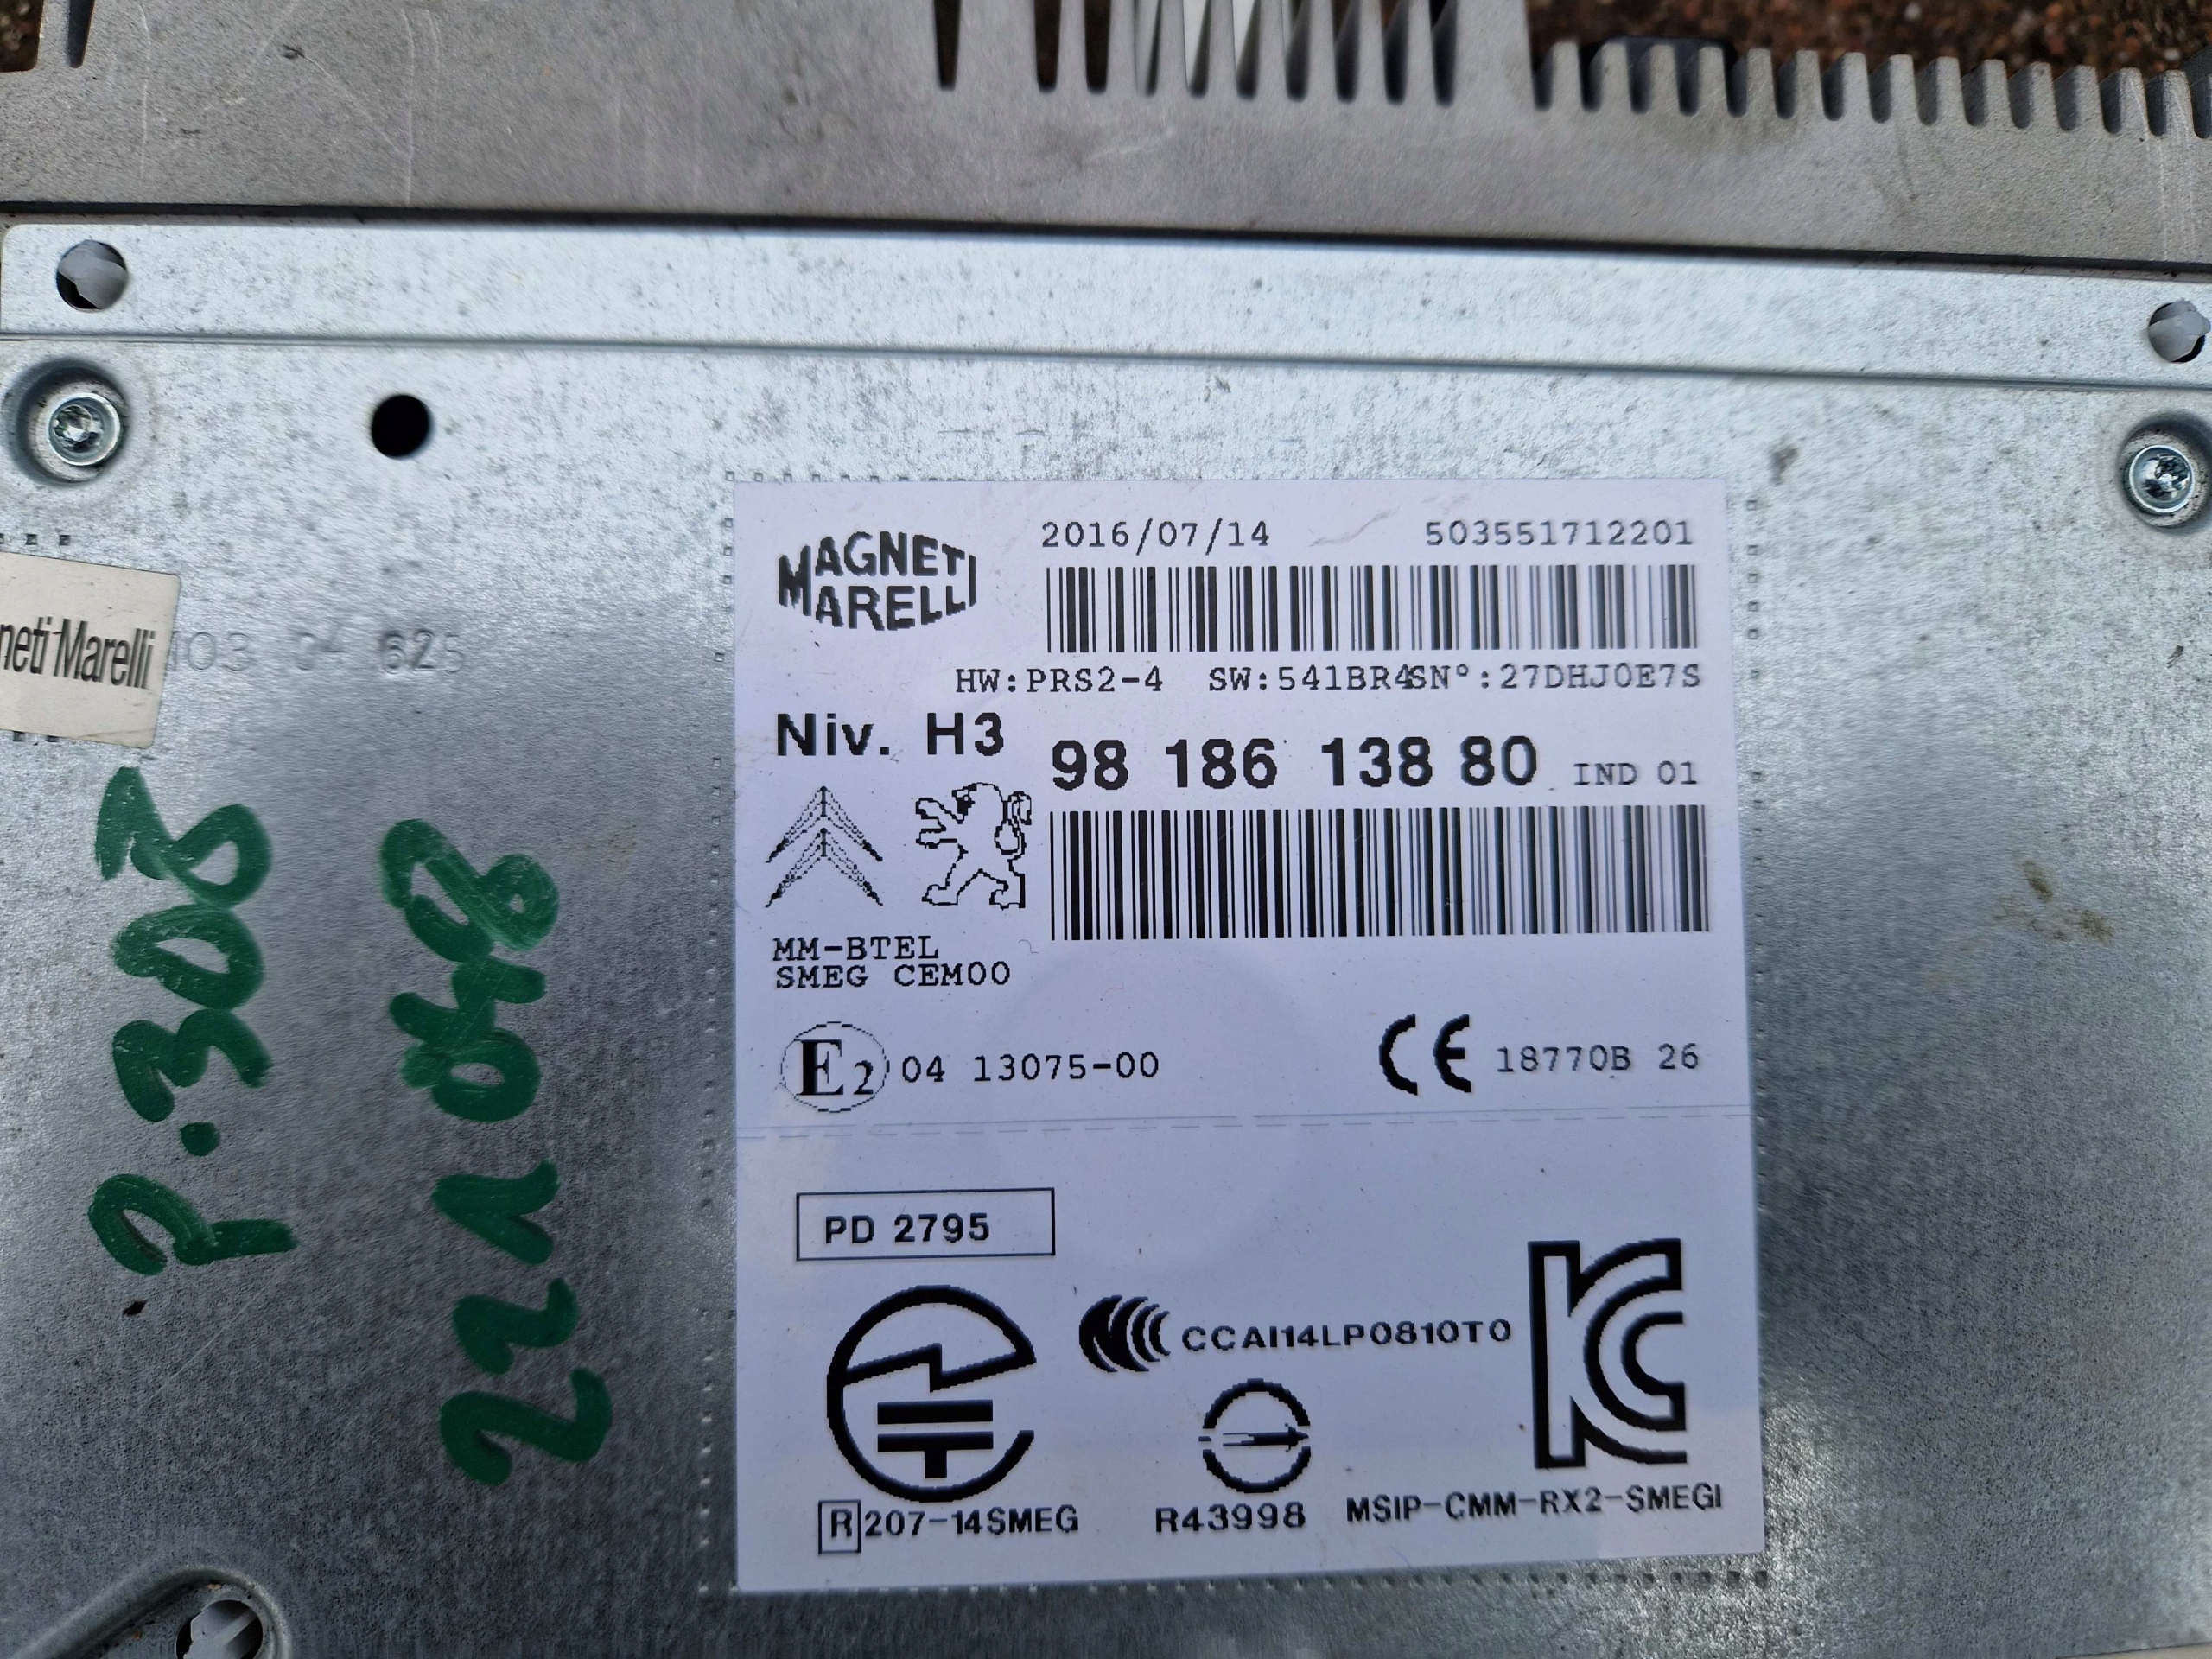 MAGNETI
MARELLI
2016/07/14 503551712201
HW:PRS2-4 SW:541BR4SN°:27DHJ0E7S
Niv. H3
98 186 138 80 IND 01
MM-BTEL
SMEG CEM00
E2 04 13075-00
CE 18770B 26
PD 2795
CCAI14LP0810T0
R 207-14SMEG
R43998
MSIP-CMM-RX2-SMEGI
neti Marelli
P.308